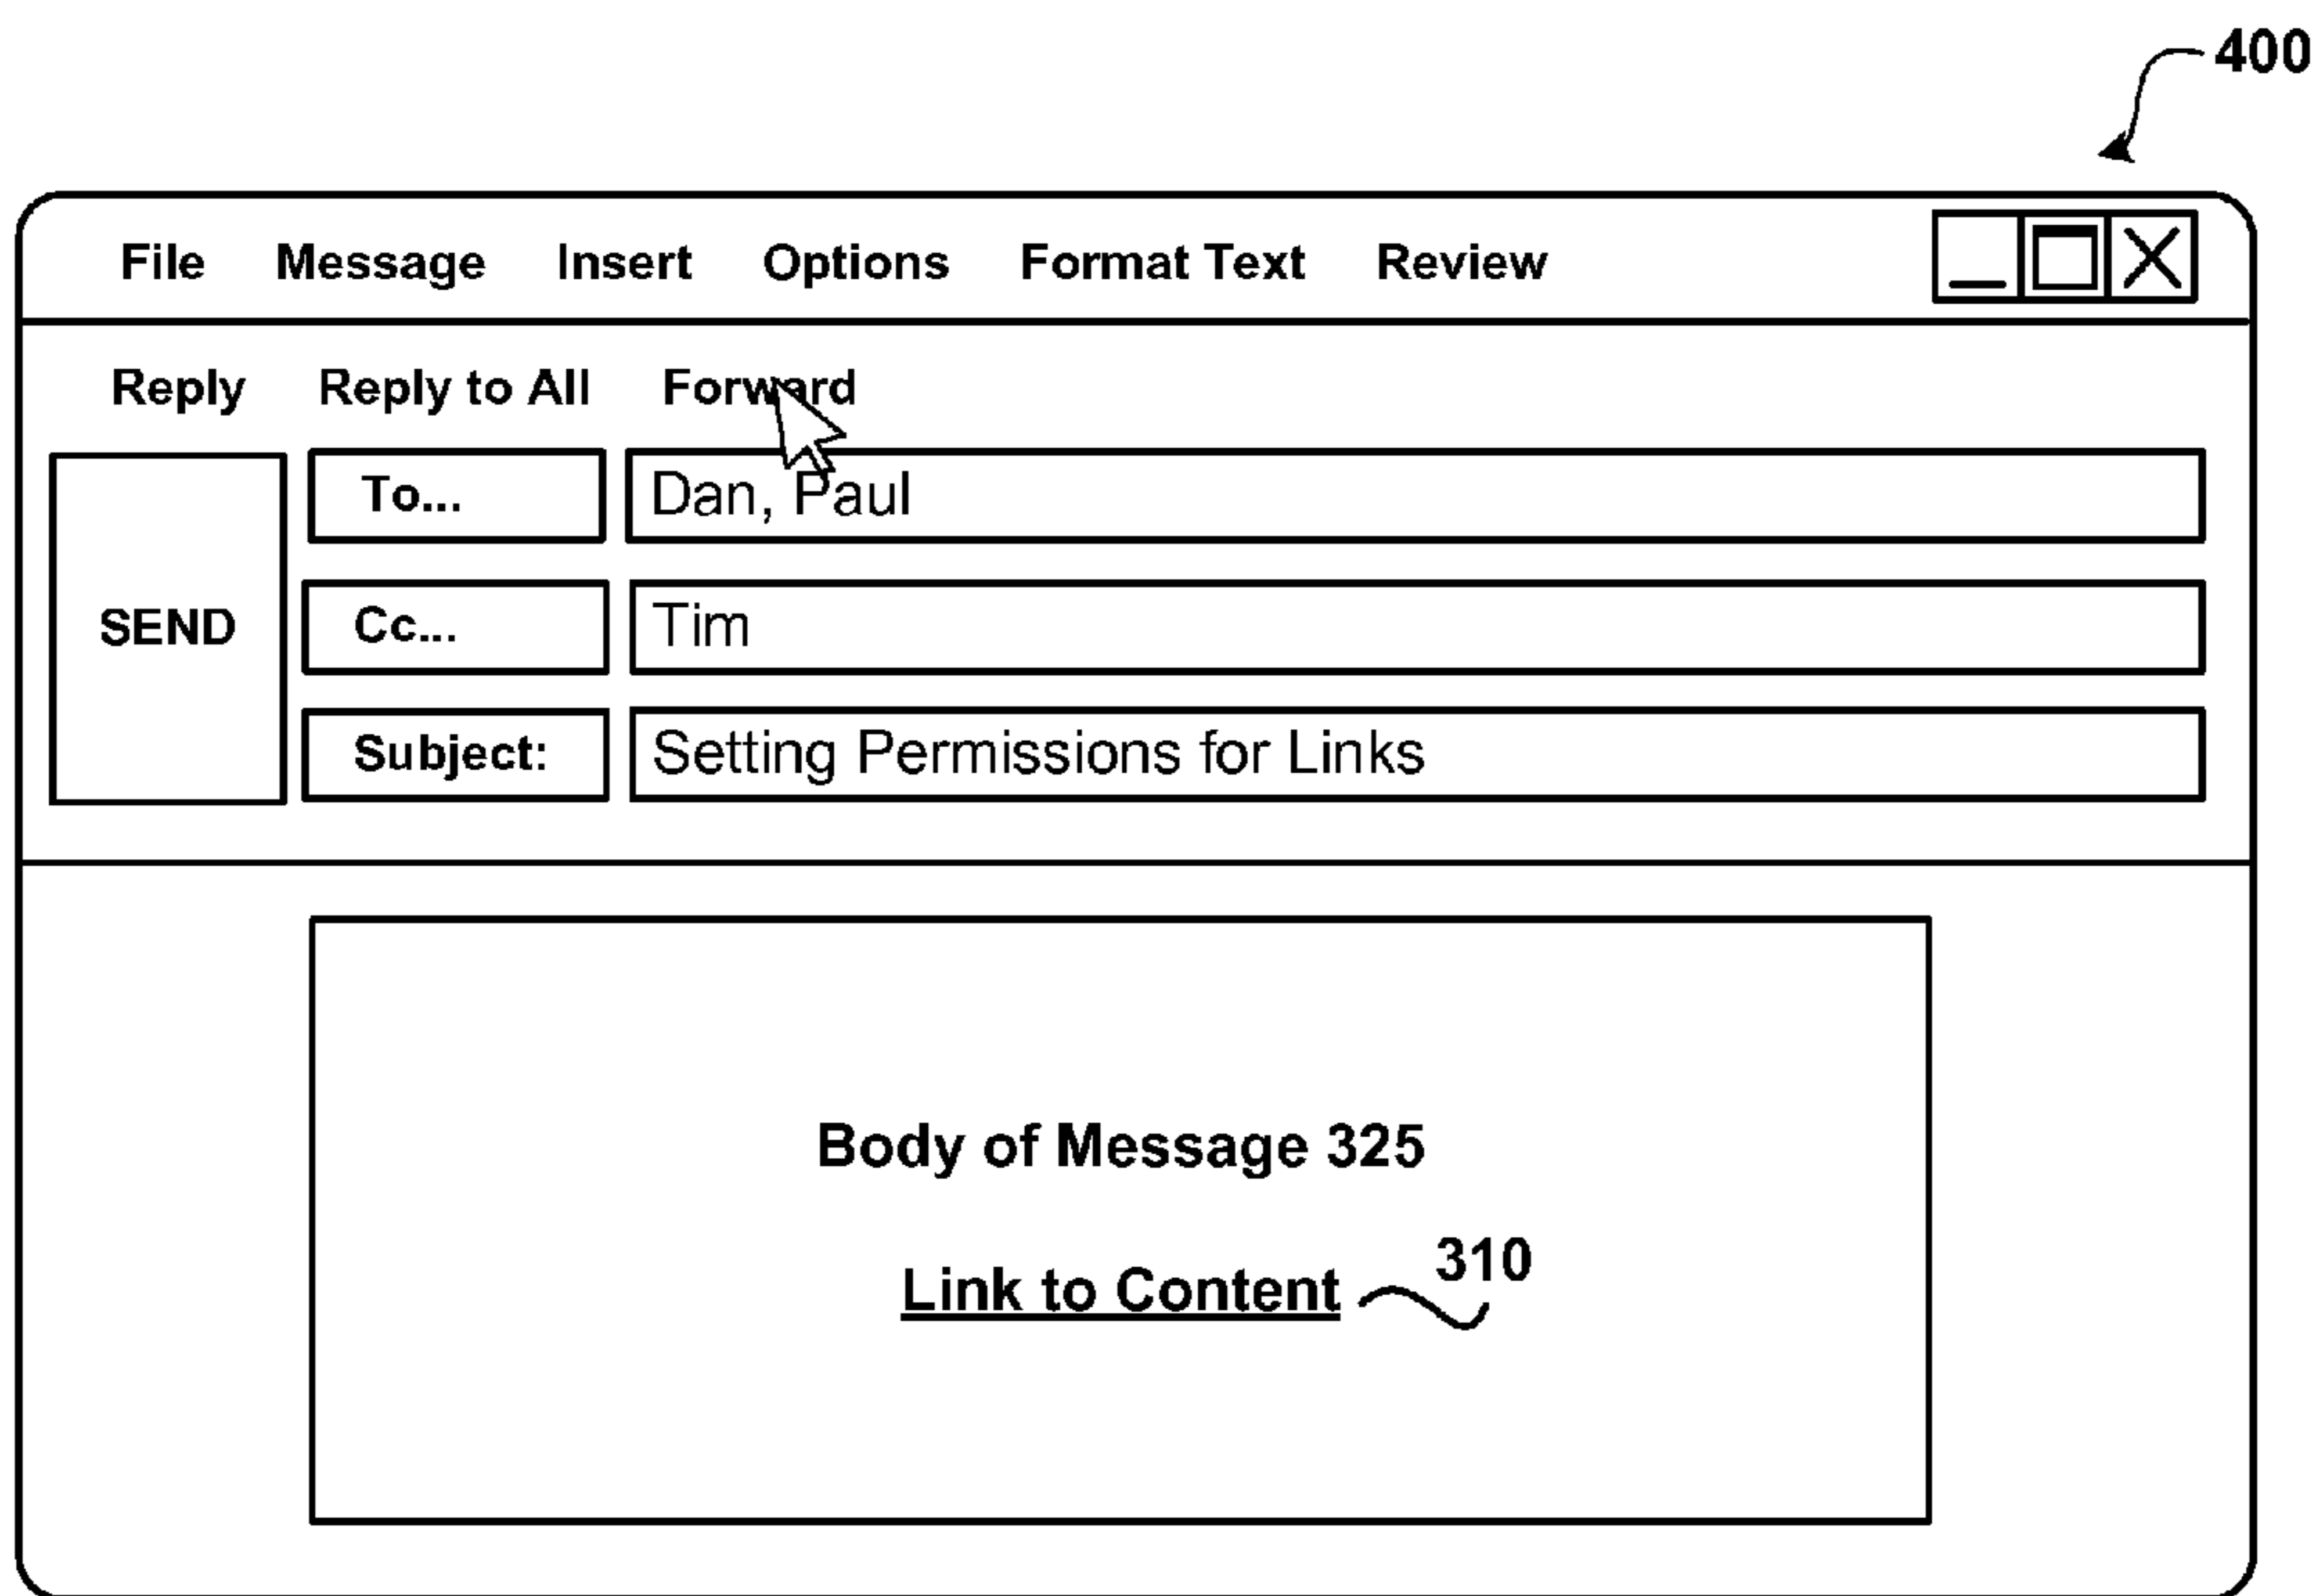 400
File Message Insert Options Format Text Review
Reply Reply to All Forward
To... Dan, Paul
SEND Cc... Tim
Subject: Setting Permissions for Links
Body of Message 325
310
Link to Content